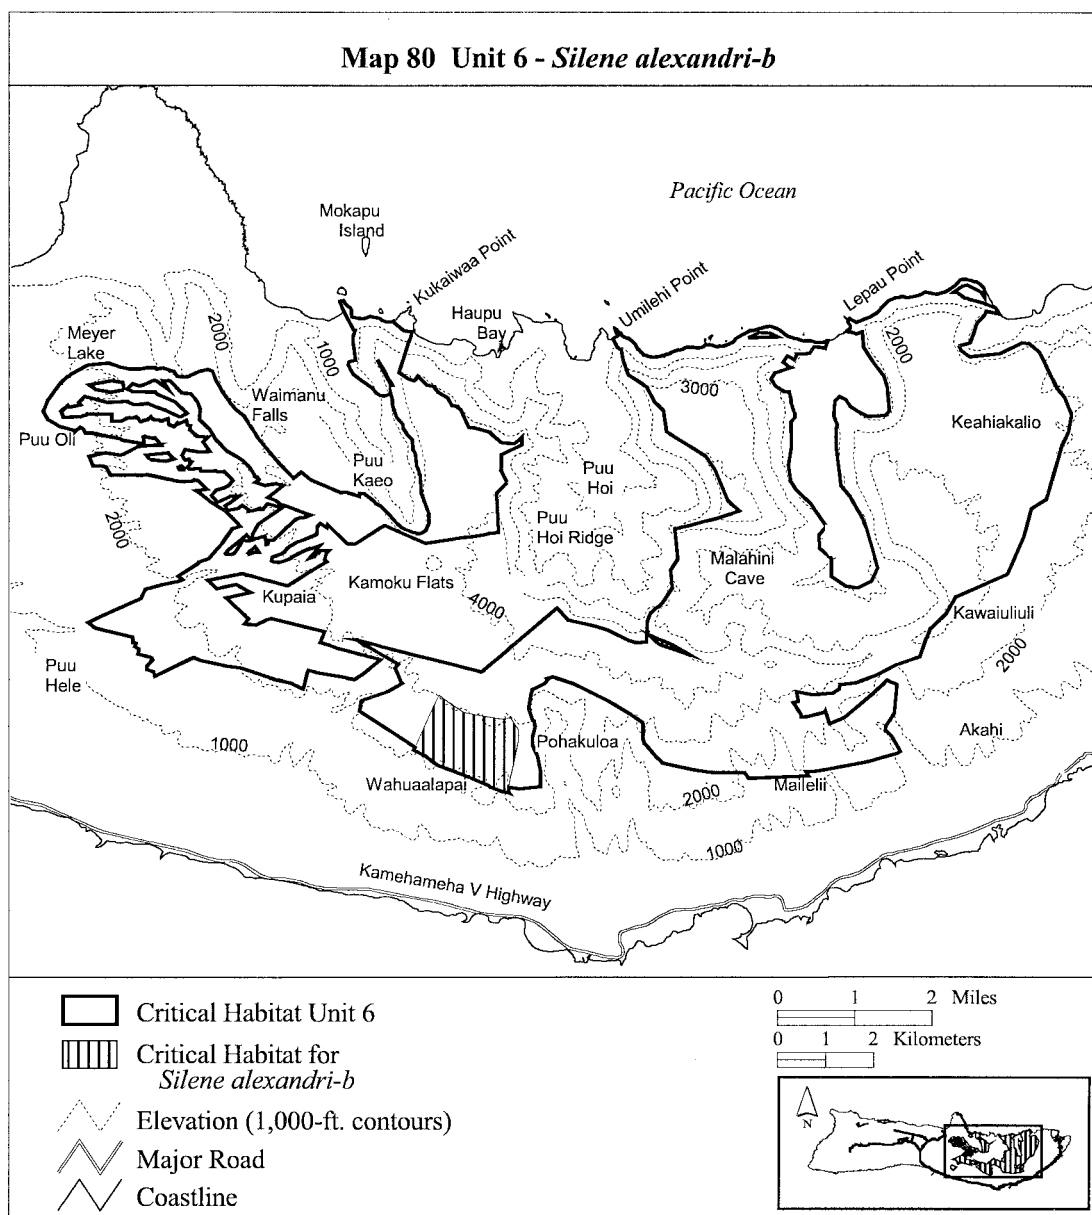 Map 80 Unit 6 - Silene alexandri-b
Pacific Ocean
Mokapu
Island
Kukaiwaa Point
Haupu
Bay
Umilehi Point
Lepau Point
Meyer
Lake
2000
1000
2000
3000
Waimanu
Falls
Keahiakalio
Puu Oli
Puu
Kaeo
Puu
Hoi
2000
Puu
Hoi Ridge
Malahini
Cave
Kamoku Flats
Kupaia
4000
Kawaiuliuli
2000
Puu
Hele
1000
Pohakuloa
Akahi
Wahuaalapai
2000
Mailelii
1000
Kamehameha V Highway
Critical Habitat Unit 6
Critical Habitat for
Silene alexandri-b
Elevation (1,000-ft. contours)
Major Road
Coastline
0 1 2 Miles
0 1 2 Kilometers
N